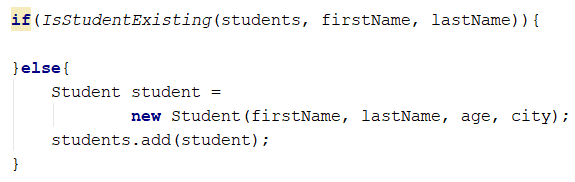 if(IsStudentExisting(students, firstName, lastName)){
}else{
    Student student =
            new Student(firstName, lastName, age, city);
    students.add(student);
}